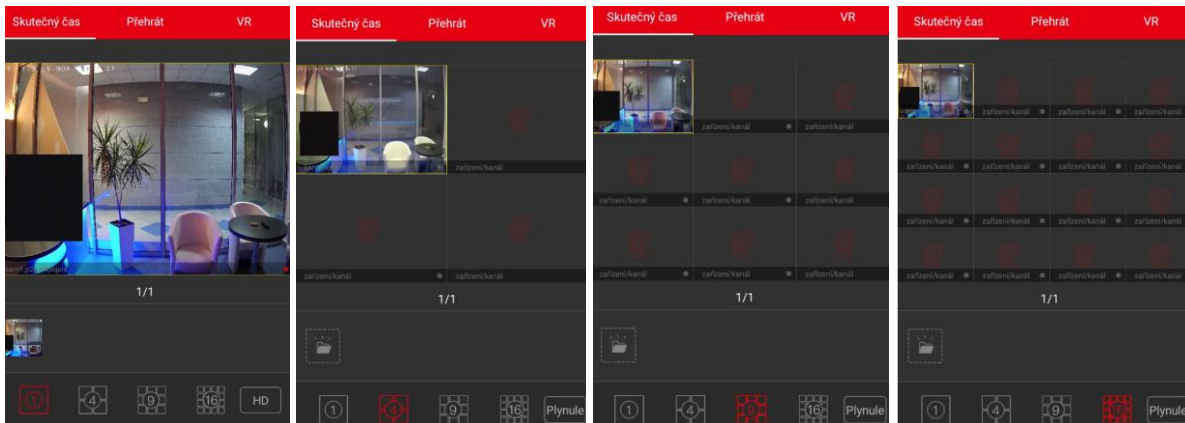 Skutečný čas Přehrát VR
1/1
1 4 9 16 HD
Skutečný čas Přehrát VR
zařízení/kanál
zařízení/kanál zařízení/kanál
1/1
1 4 9 16 Plynule
Skutečný čas Přehrát VR
zařízení/kanál zařízení/kanál
zařízení/kanál zařízení/kanál zařízení/kanál
zařízení/kanál zařízení/kanál zařízení/kanál
1/1
1 4 9 16 Plynule
Skutečný čas Přehrát VR
zařízení/kanál zařízení/kanál zařízení/kanál
zařízení/kanál zařízení/kanál zařízení/kanál zařízení/kanál
zařízení/kanál zařízení/kanál zařízení/kanál zařízení/kanál
zařízení/kanál zařízení/kanál zařízení/kanál zařízení/kanál
1/1
1 4 9 16 Plynule